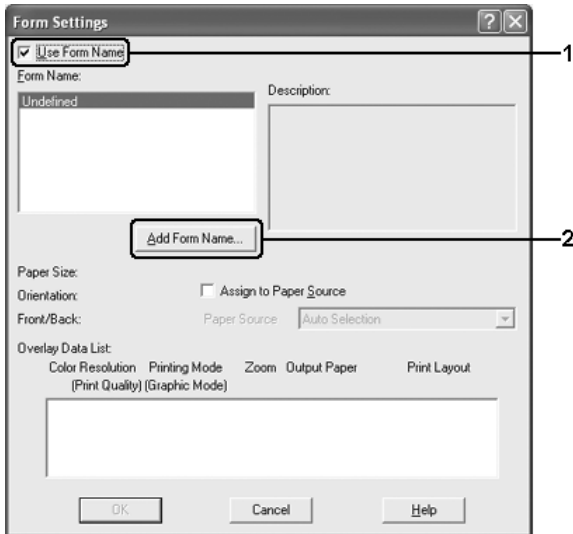 Form Settings
Use Form Name
1
Form Name:
Description:
Undefined
Add Form Name...
2
Paper Size:
Orientation:
Assign to Paper Source
Front/Back:
Paper Source
Auto Selection
Overlay Data List:
Color Resolution Printing Mode Zoom Output Paper Print Layout
(Print Quality) (Graphic Mode)
OK Cancel Help